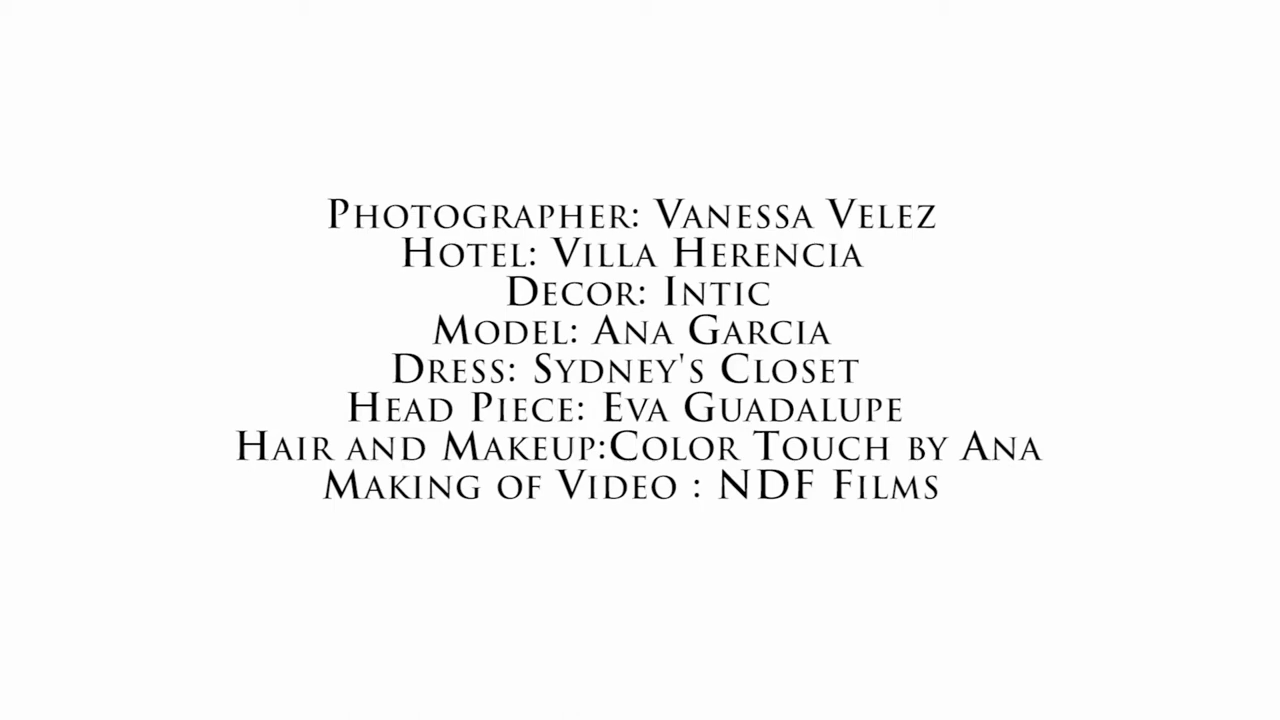 Photographer: Vanessa Velez
Hotel: Villa Herencia
Decor: Intic
Model: Ana Garcia
Dress: Sydney's Closet
Head Piece: Eva Guadalupe
Hair and Makeup:Color Touch by Ana
Making of Video : NDF Films